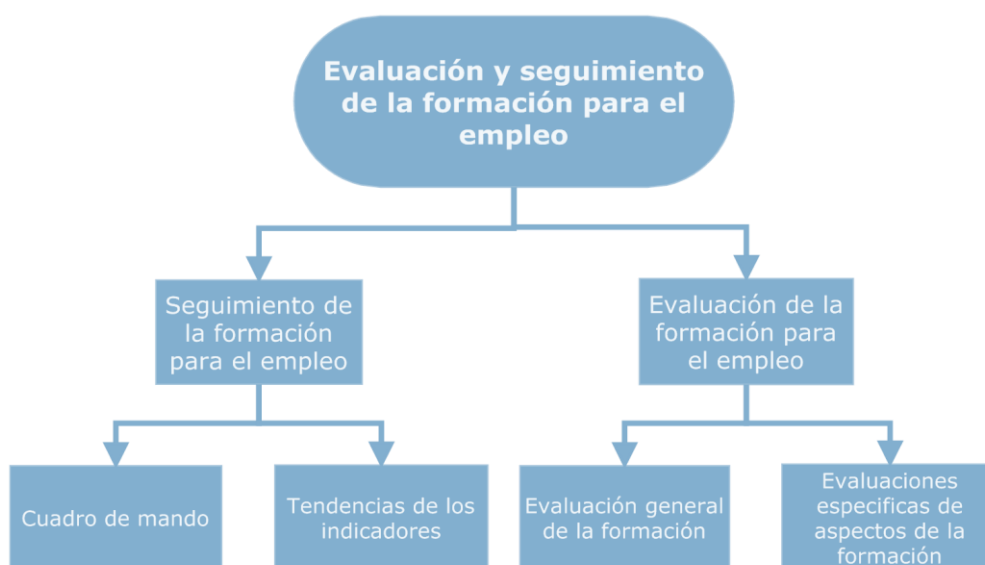 Evaluación y seguimiento
de la formación para el
empleo
Seguimiento de
la formación
para el empleo
Evaluación de la
formación para
el empleo
Cuadro de mando
Tendencias de los
indicadores
Evaluación general
de la formación
Evaluaciones
especificas de
aspectos de la
formación